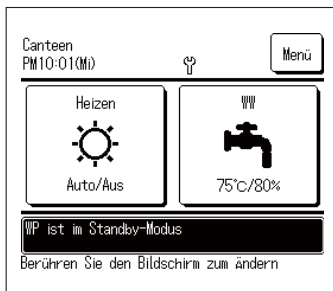 Canteen
PM10:01(Mi)
Menü
Heizen
WW
Auto/Aus
75°C/80%
WP ist im Standby-Modus
Berühren Sie den Bildschirm zum Ändern